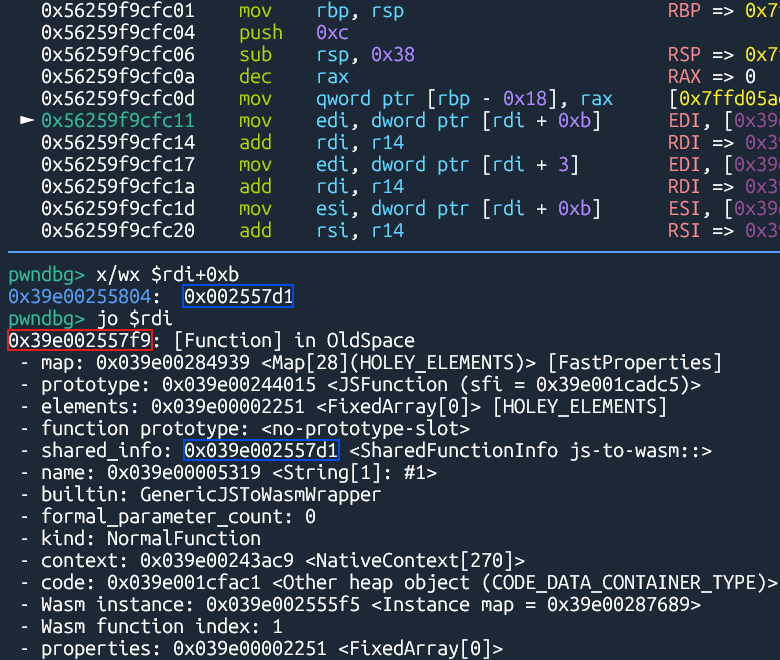 0x56259f9cfc01 mov rbp, rsp RBP => 0x7
0x56259f9cfc04 push 0xc
0x56259f9cfc06 sub rsp, 0x38 RSP => 0x7
0x56259f9cfc0a dec rax RAX => 0
0x56259f9cfc0d mov qword ptr [rbp - 0x18], rax [0x7ffd05a
► 0x56259f9cfc11 mov edi, dword ptr [rdi + 0xb] EDI, [0x39
0x56259f9cfc14 add rdi, r14 RDI => 0x3
0x56259f9cfc17 mov edi, dword ptr [rdi + 3] EDI, [0x39
0x56259f9cfc1a add rdi, r14 RDI => 0x3
0x56259f9cfc1d mov esi, dword ptr [rdi + 0xb] ESI, [0x39
0x56259f9cfc20 add rsi, r14 RSI => 0x3
pwndbg> x/wx $rdi+0xb
0x39e00255804: 0x002557d1
pwndbg> jo $rdi
0x39e002557f9: [Function] in OldSpace
- map: 0x039e00284939 <Map[28](HOLEY_ELEMENTS)> [FastProperties]
- prototype: 0x039e00244015 <JSFunction (sfi = 0x39e001cadc5)>
- elements: 0x039e00002251 <FixedArray[0]> [HOLEY_ELEMENTS]
- function prototype: <no-prototype-slot>
- shared_info: 0x039e002557d1 <SharedFunctionInfo js-to-wasm::>
- name: 0x039e00005319 <String[1]: #1>
- builtin: GenericJSToWasmWrapper
- formal_parameter_count: 0
- kind: NormalFunction
- context: 0x039e00243ac9 <NativeContext[270]>
- code: 0x039e001cfac1 <Other heap object (CODE_DATA_CONTAINER_TYPE)>
- Wasm instance: 0x039e002555f5 <Instance map = 0x39e00287689>
- Wasm function index: 1
- properties: 0x039e00002251 <FixedArray[0]>